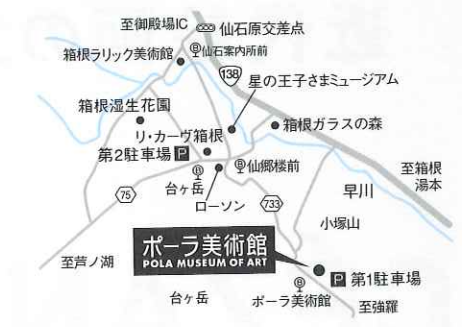 至御殿場IC
仙石原交差点
箱根ラリック美術館
仙石案内所前
138
星の王子さまミュージアム
箱根湿生花園
箱根ガラスの森
リ・カーヴ箱根
第2駐車場 P
仙郷楼前
至箱根
湯本
台ヶ岳
早川
75
ローソン
733
小塚山
ポーラ美術館
POLA MUSEUM OF ART
至芦ノ湖
P 第1駐車場
台ヶ岳
ポーラ美術館
至強羅